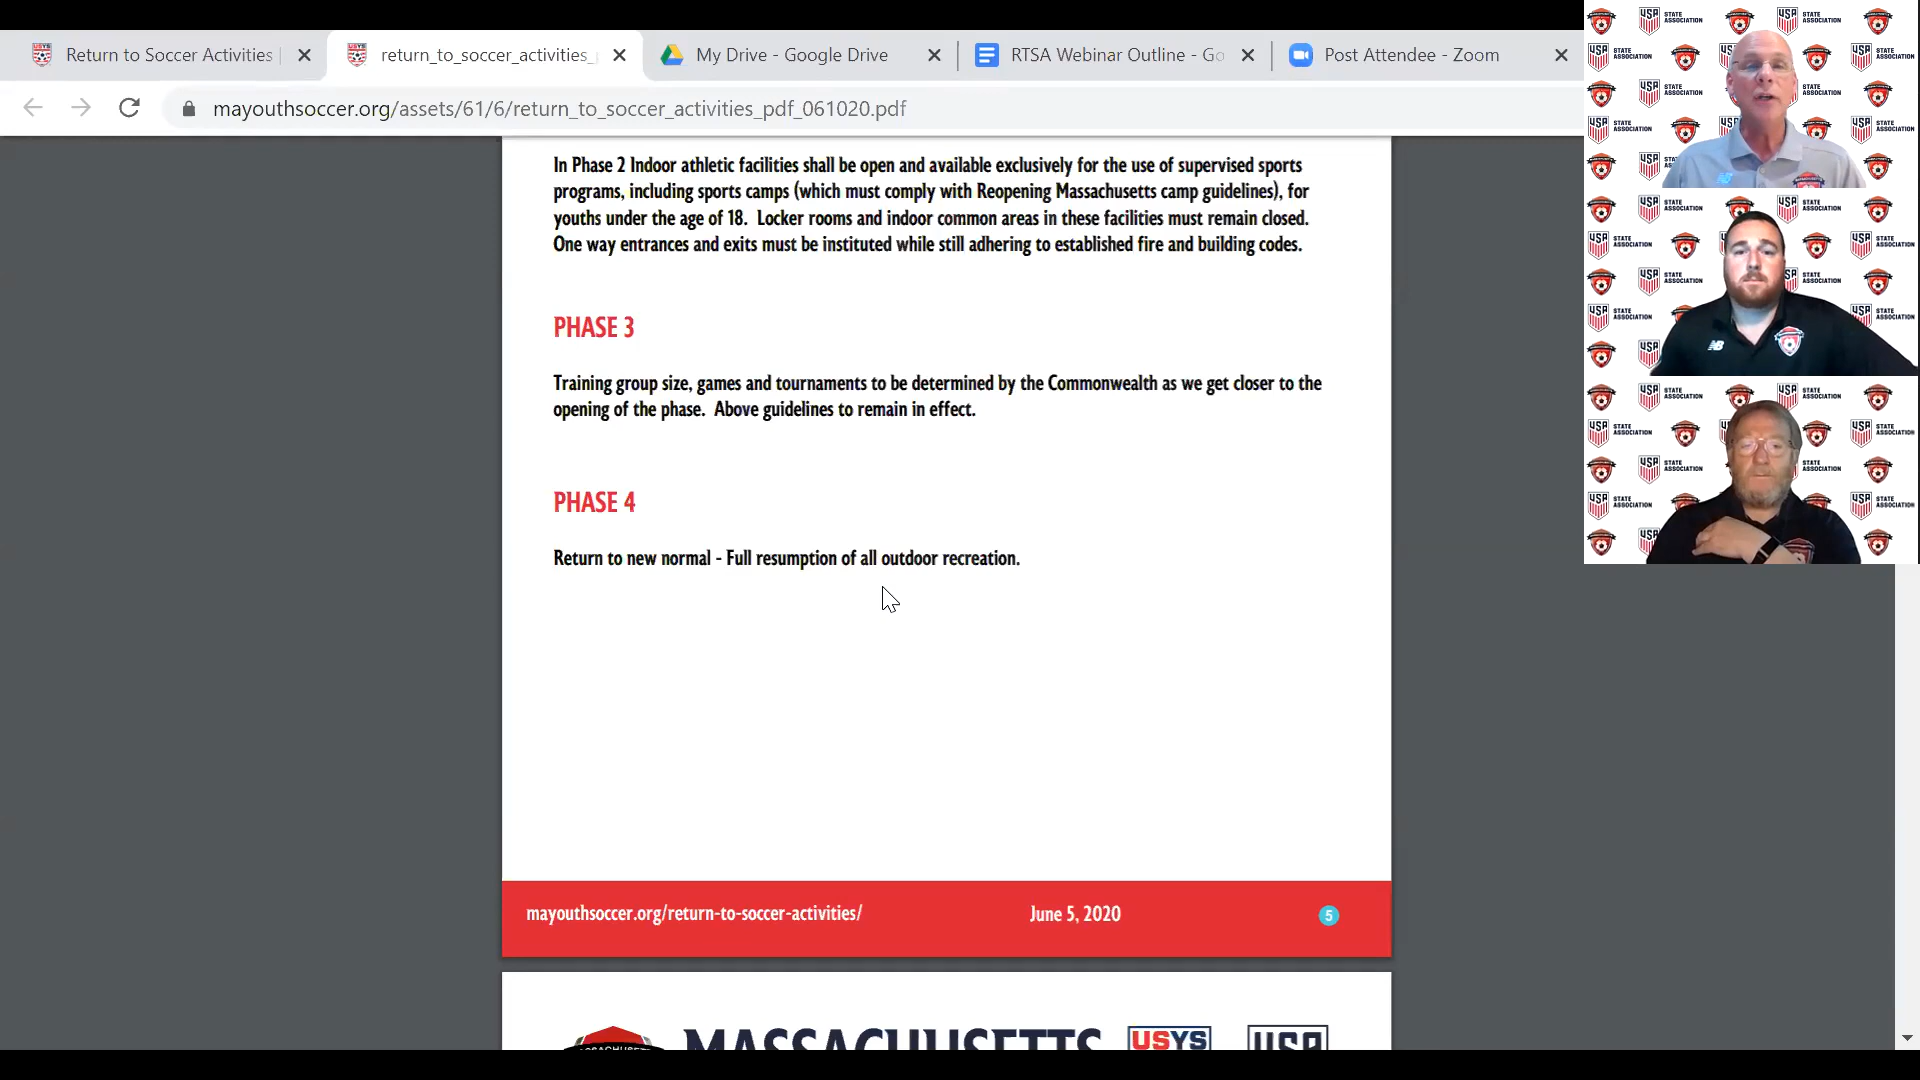 Return to Soccer Activities |
return_to_soccer_activities_
My Drive - Google Drive
RTSA Webinar Outline - Go
Post Attendee - Zoom
mayouthsoccer.org/assets/61/6/return_to_soccer_activities_pdf_061020.pdf
In Phase 2 Indoor athletic facilities shall be open and available exclusively for the use of supervised sports
programs, including sports camps (which must comply with Reopening Massachusetts camp guidelines), for
youths under the age of 18. Locker rooms and indoor common areas in these facilities must remain closed.
One way entrances and exits must be instituted while still adhering to established fire and building codes.
PHASE 3
Training group size, games and tournaments to be determined by the Commonwealth as we get closer to the
opening of the phase. Above guidelines to remain in effect.
PHASE 4
Return to new normal - Full resumption of all outdoor recreation.
mayouthsoccer.org/return-to-soccer-activities/
June 5, 2020
5
MASSACHUSETTS
USYS
USA
USA STATE ASSOCIATION
NB